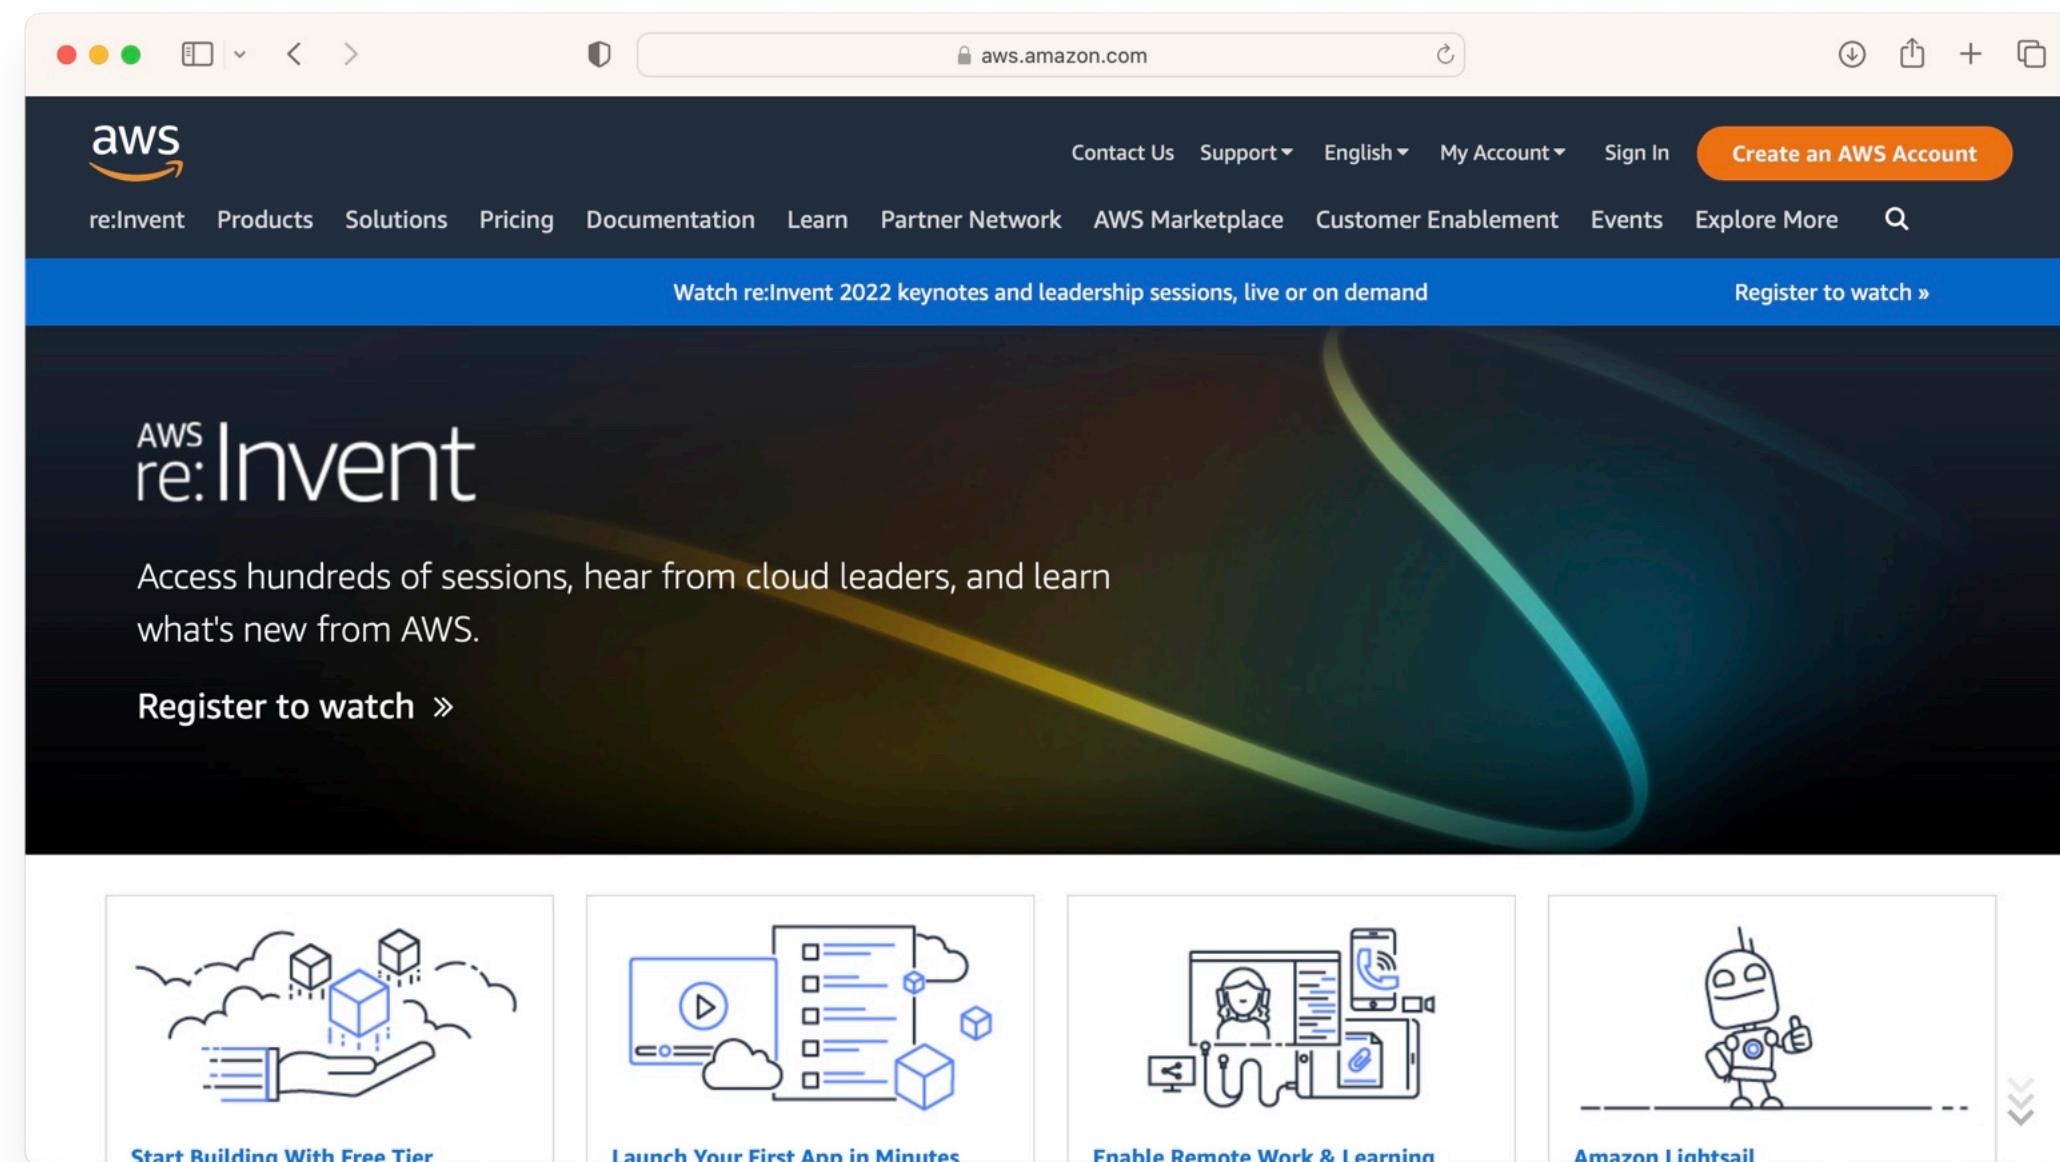 aws.amazon.com
aws
Contact Us Support English My Account Sign In Create an AWS Account
re:Invent Products Solutions Pricing Documentation Learn Partner Network AWS Marketplace Customer Enablement Events Explore More
Watch re:Invent 2022 keynotes and leadership sessions, live or on demand Register to watch »
AWS
re:Invent
Access hundreds of sessions, hear from cloud leaders, and learn
what's new from AWS.
Register to watch »
Start Building With Free Tier
Launch Your First App in Minutes
Enable Remote Work & Learning
Amazon Lightsail